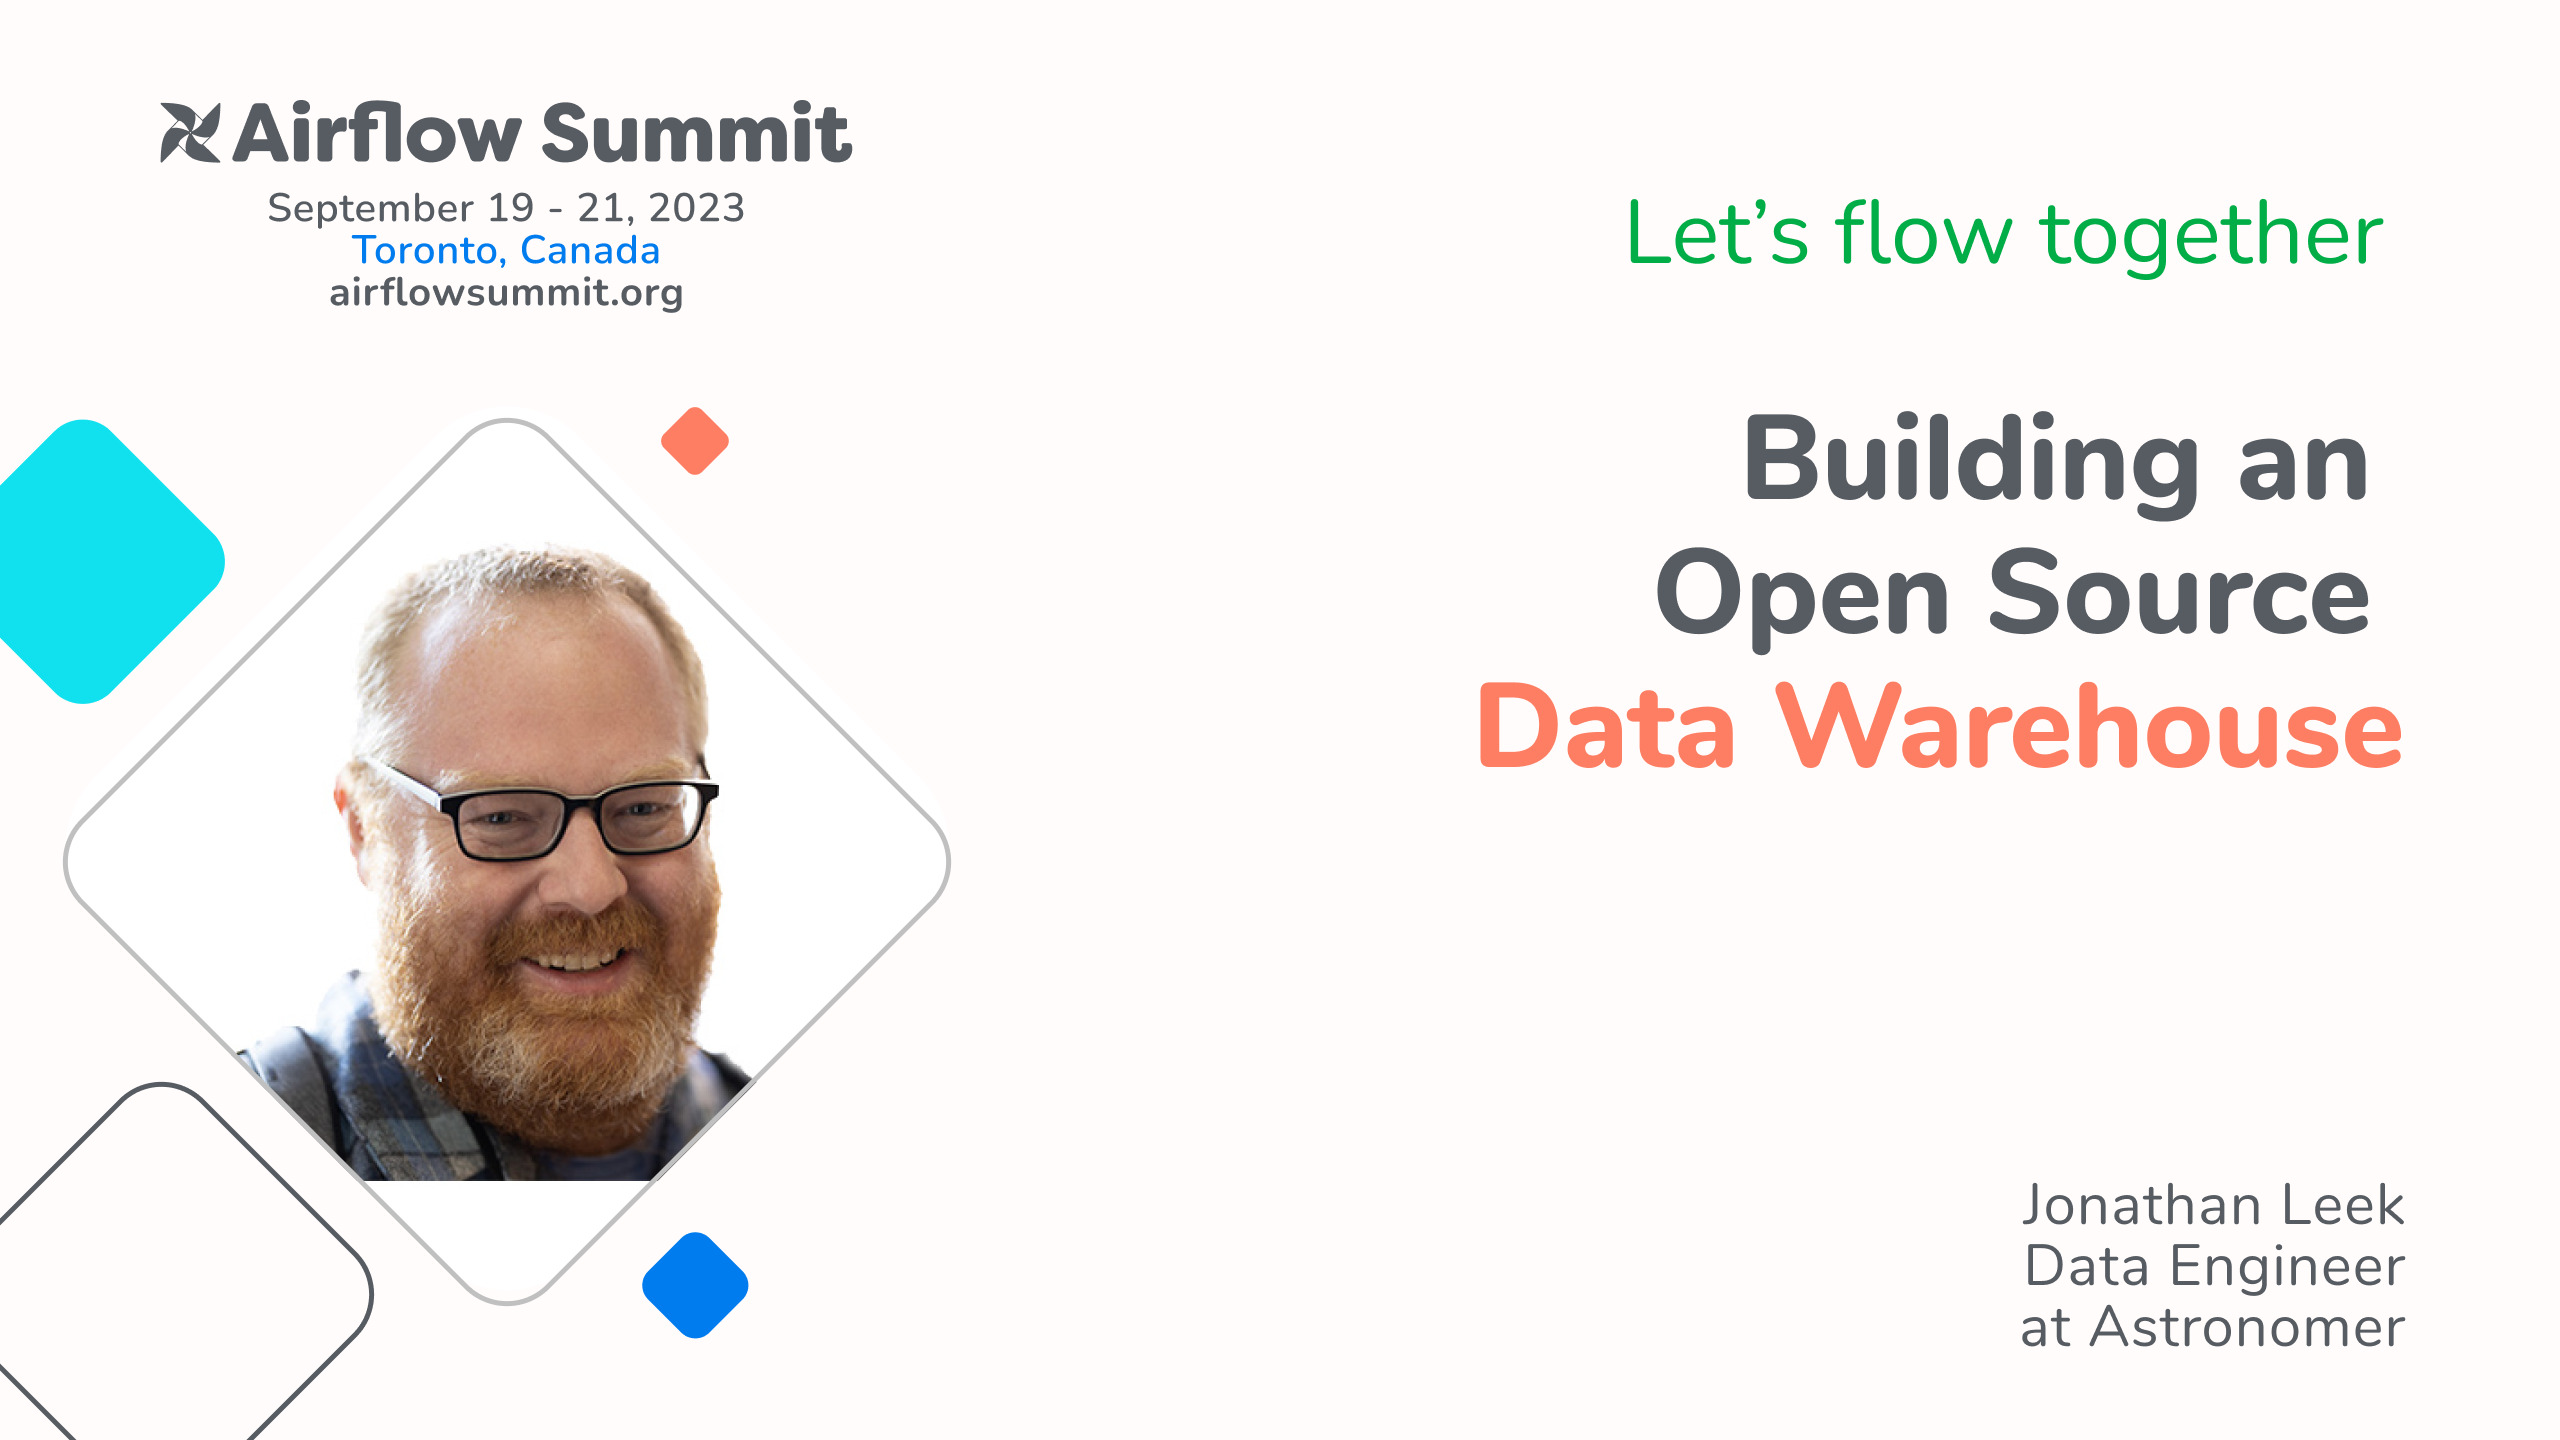 Airflow Summit
September 19 - 21, 2023
Toronto, Canada
airflowsummit.org
Let’s flow together
Building an
Open Source
Data Warehouse
Jonathan Leek
Data Engineer
at Astronomer